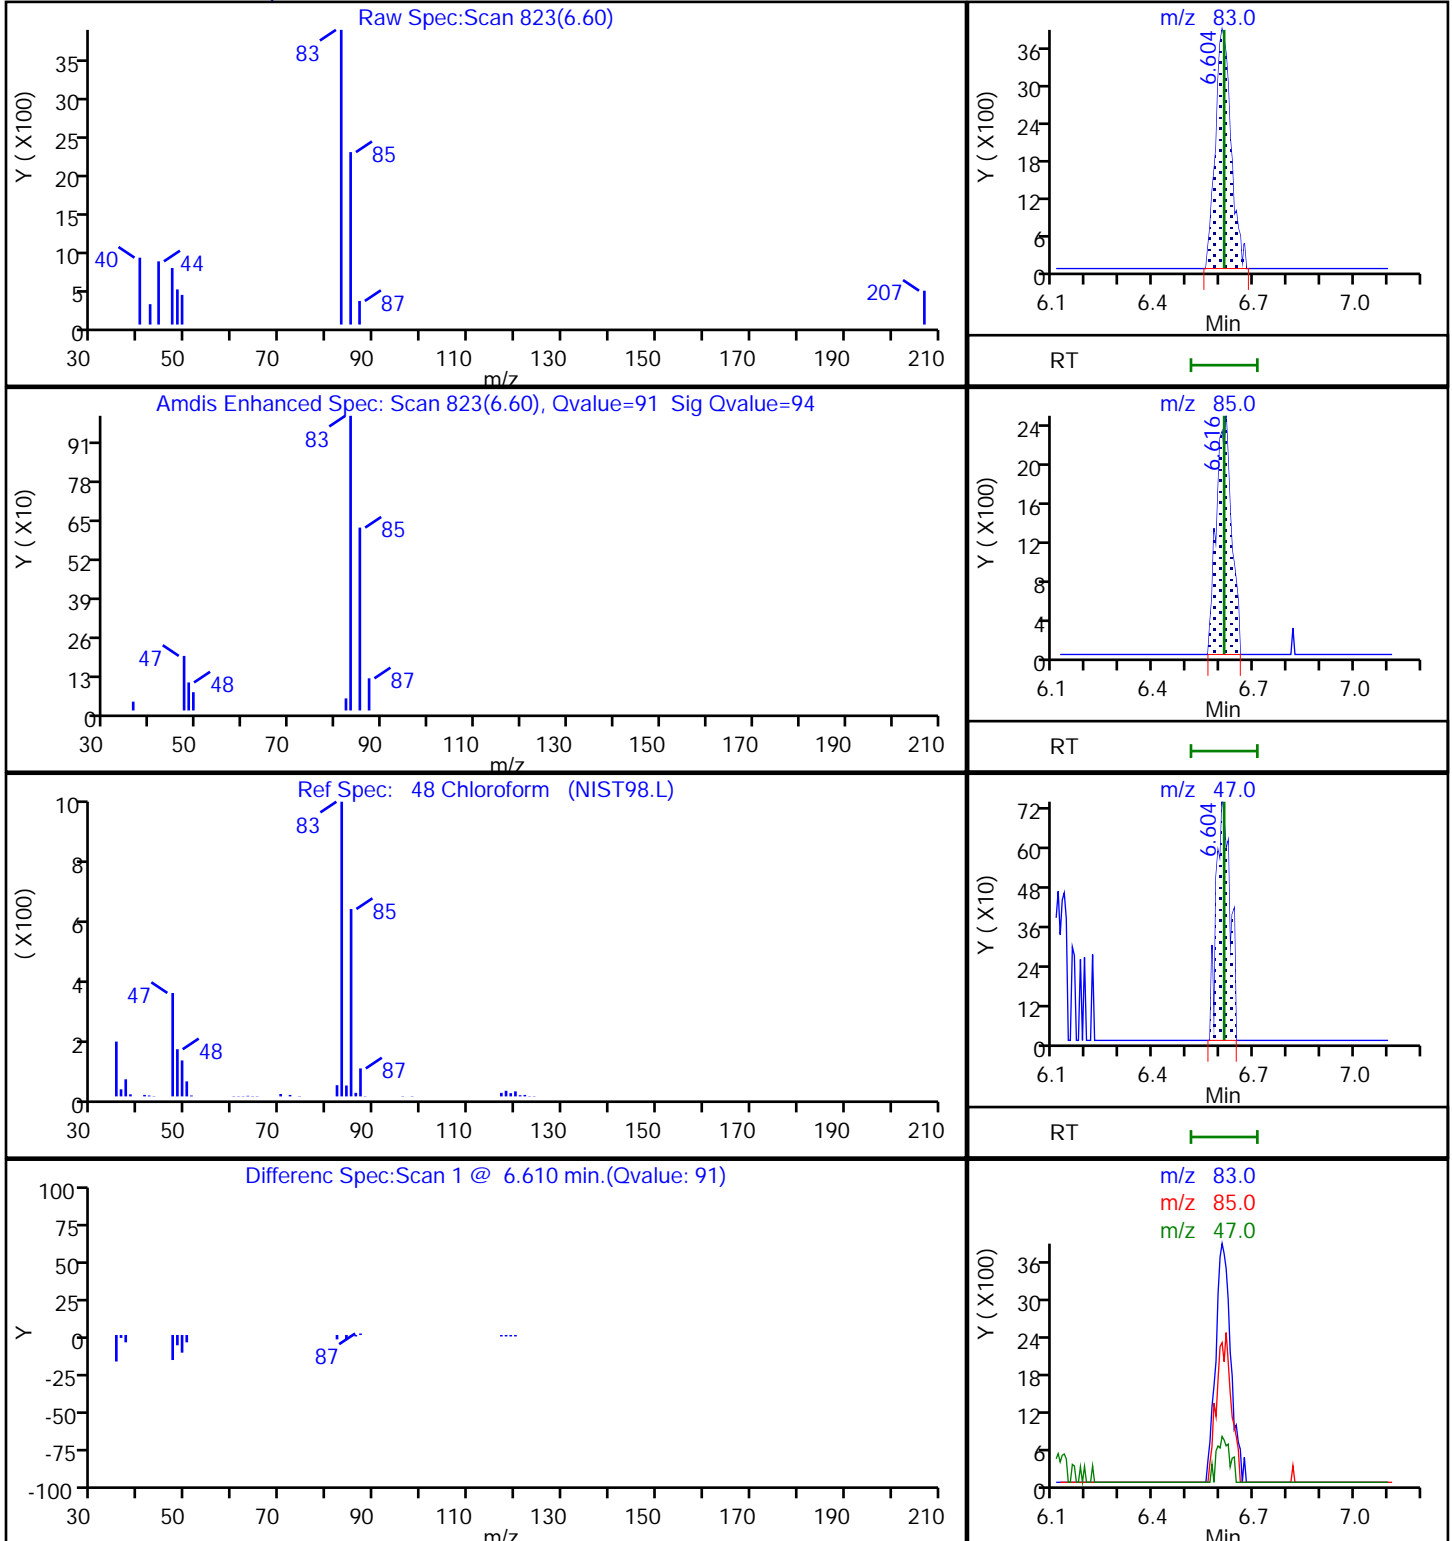 Raw Spec:Scan 823(6.60)
Y ( X100)
35
30
25
20
15
10
5
0
83
85
40
44
87
207
30 50 70 90 110 130 150 170 190 210
m/z
m/z 83.0
Y ( X100)
36
30
24
18
12
6
0
6.604
6.1 6.4 6.7 7.0
Min
RT
Amdis Enhanced Spec: Scan 823(6.60), Qvalue=91 Sig Qvalue=94
Y ( X10)
91
78
65
52
39
26
13
0
83
85
47
48
87
30 50 70 90 110 130 150 170 190 210
m/z
m/z 85.0
Y ( X100)
24
20
16
12
8
4
0
6.616
6.1 6.4 6.7 7.0
Min
RT
Ref Spec: 48 Chloroform (NIST98.L)
( X100)
10
8
6
4
2
0
83
85
47
48
87
30 50 70 90 110 130 150 170 190 210
m/z 47.0
Y ( X10)
72
60
48
36
24
12
0
6.604
6.1 6.4 6.7 7.0
Min
RT
Differenc Spec:Scan 1 @ 6.610 min.(Qvalue: 91)
Y
100
75
50
25
0
-25
-50
-75
-100
87
30 50 70 90 110 130 150 170 190 210
m/z
m/z 83.0
m/z 85.0
m/z 47.0
Y ( X100)
36
30
24
18
12
6
0
6.1 6.4 6.7 7.0
Min